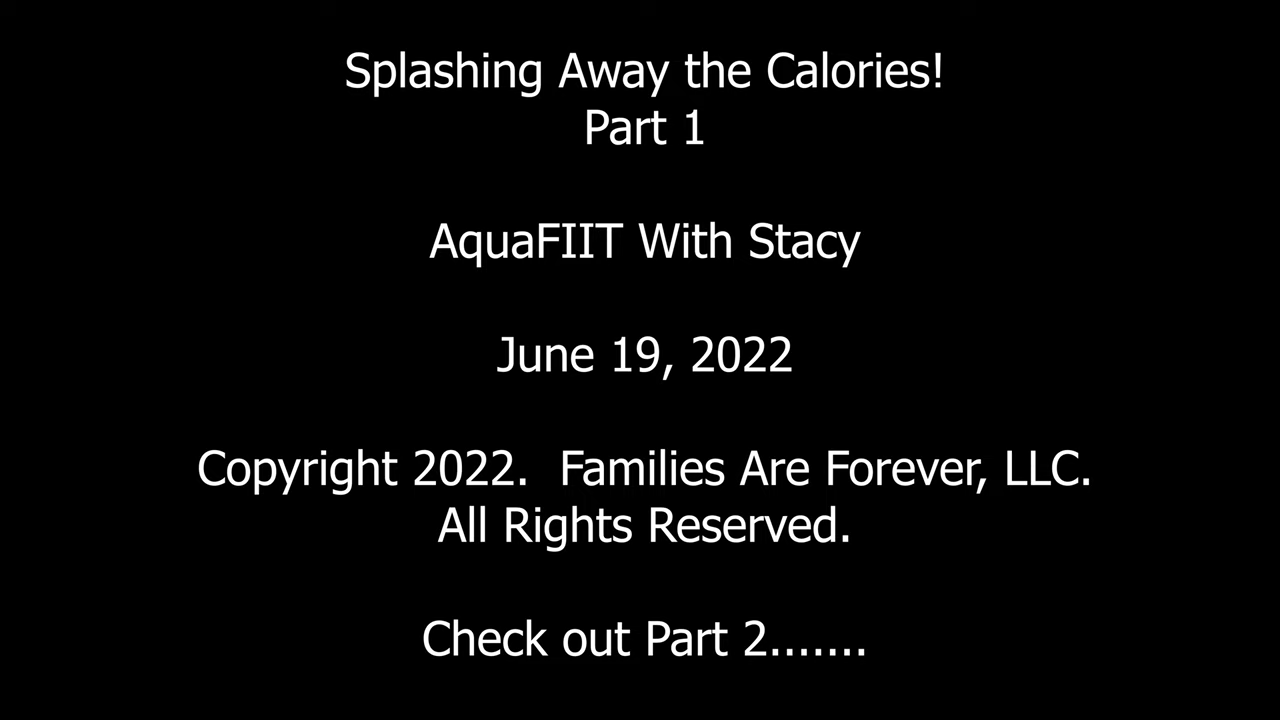 Splashing Away the Calories!
Part 1
AquaFIIT With Stacy
June 19, 2022
Copyright 2022.  Families Are Forever, LLC.
All Rights Reserved.
Check out Part 2.......